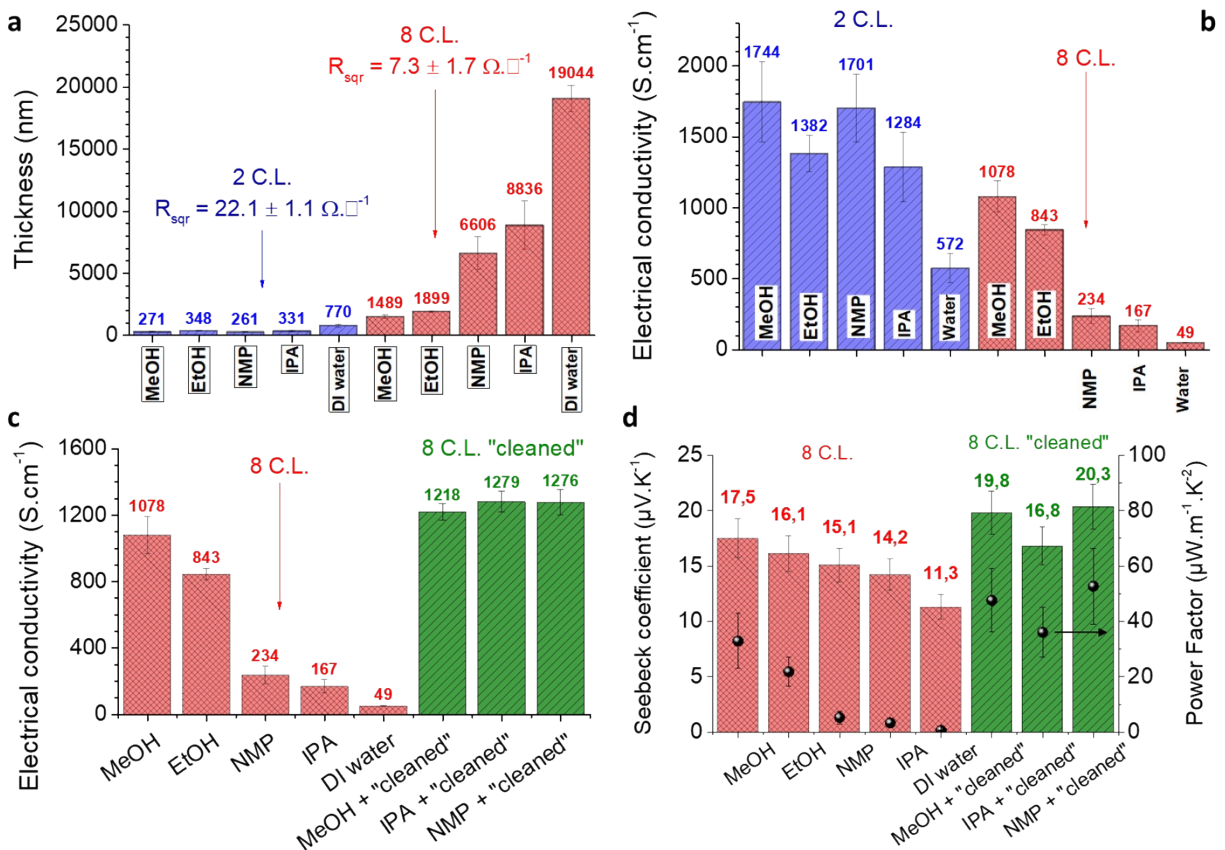 a
Thickness (nm)
25000
20000
15000
10000
5000
0
8 C.L.
R_sqr = 7.3 ± 1.7 Ω.□⁻¹
2 C.L.
R_sqr = 22.1 ± 1.1 Ω.□⁻¹
271
348
261
331
770
1489
1899
6606
8836
19044
MeOH
EtOH
NMP
IPA
DI water
MeOH
EtOH
NMP
IPA
DI water
b
Electrical conductivity (S.cm⁻¹)
2000
1500
1000
500
0
2 C.L.
8 C.L.
1744
1382
1701
1284
572
1078
843
234
167
49
MeOH
EtOH
NMP
IPA
Water
MeOH
EtOH
NMP
IPA
Water
c
Electrical conductivity (S.cm⁻¹)
1600
1200
800
400
0
8 C.L.
8 C.L. "cleaned"
1078
843
234
167
49
1218
1279
1276
MeOH
EtOH
NMP
IPA
DI water
MeOH + "cleaned"
IPA + "cleaned"
NMP + "cleaned"
d
Seebeck coefficient (µV.K⁻¹)
25
20
15
10
5
0
8 C.L.
8 C.L. "cleaned"
17,5
16,1
15,1
14,2
11,3
19,8
16,8
20,3
100
80
60
40
20
0
Power Factor (µW.m⁻¹.K⁻²)
MeOH
EtOH
NMP
IPA
DI water
MeOH + "cleaned"
IPA + "cleaned"
NMP + "cleaned"